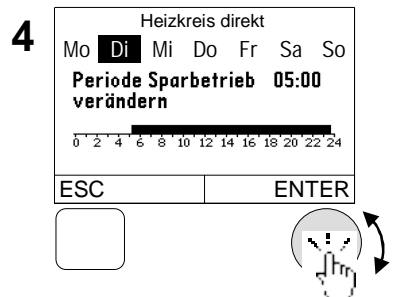 4
Heizkreis direkt
Mo Di Mi Do Fr Sa So
Periode Sparbetrieb 05:00
verändern
0 2 4 6 8 10 12 14 16 18 20 22 24
ESC ENTER